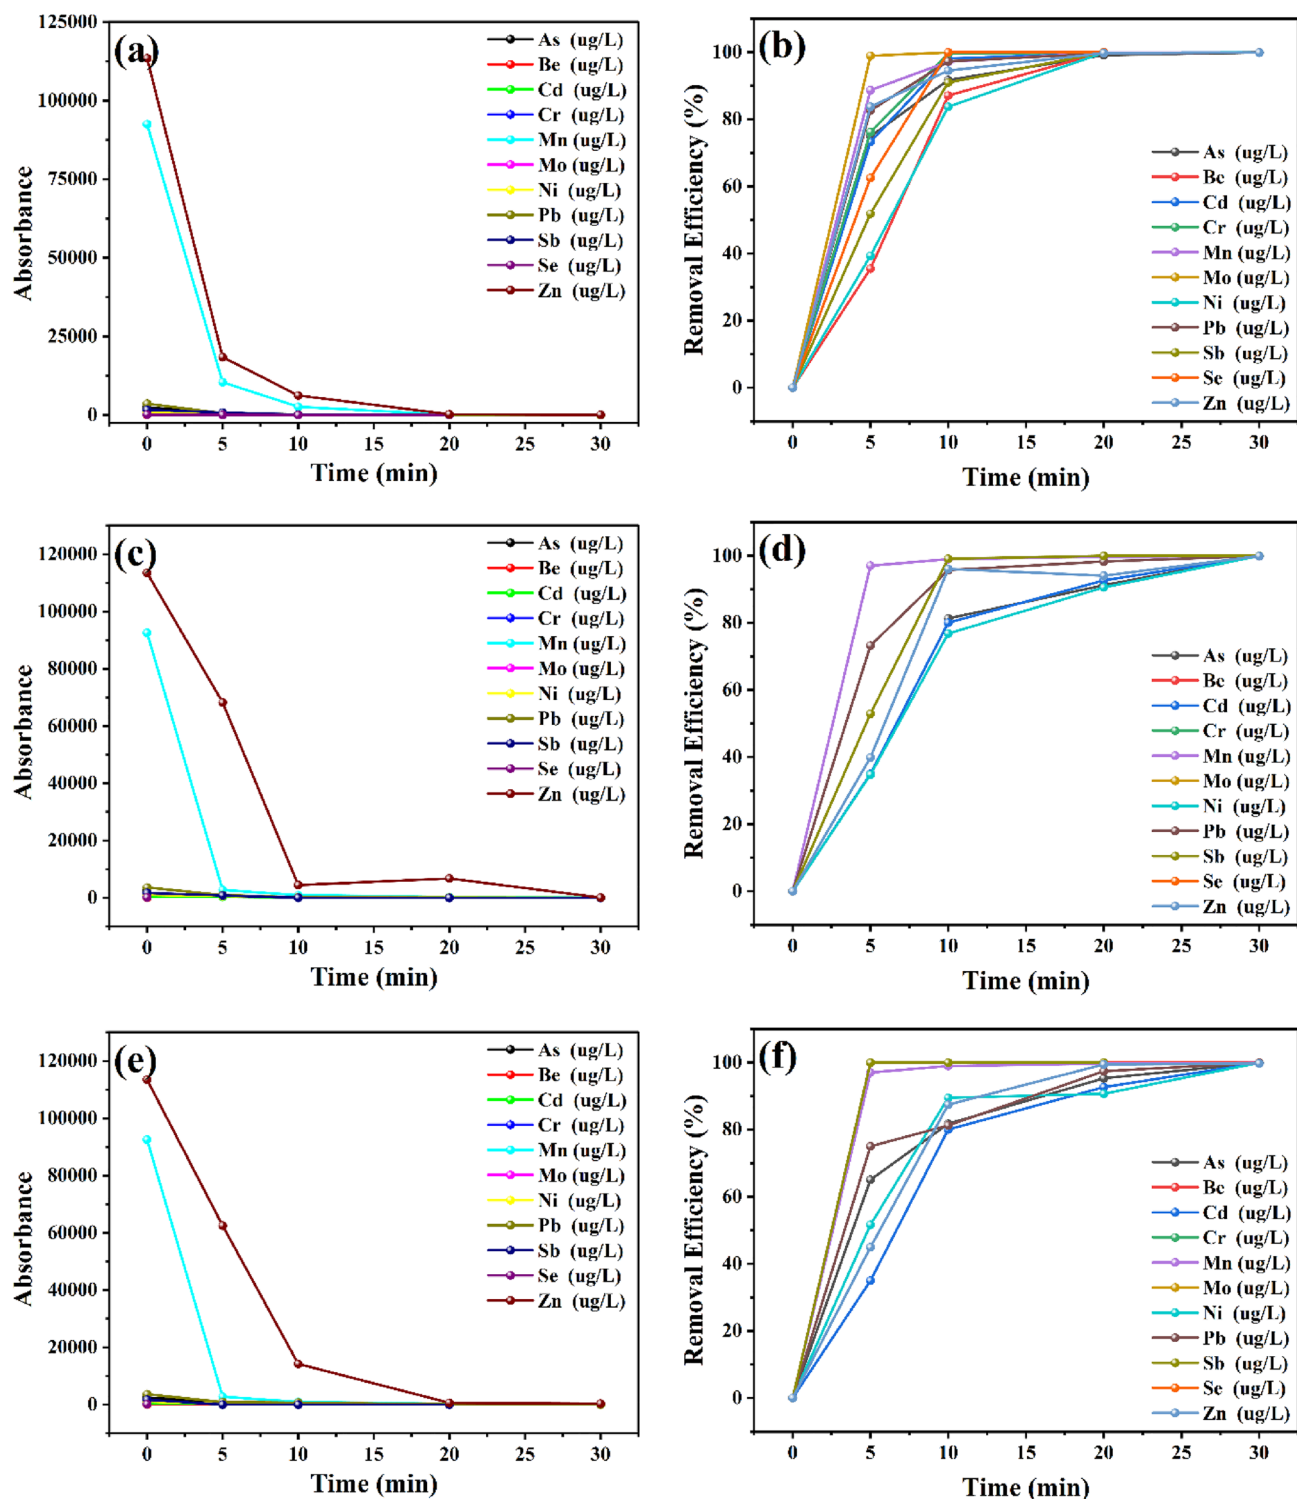 (a)
Absorbance
125000
100000
75000
50000
25000
0
0 5 10 15 20 25 30
Time (min)
As (ug/L)
Be (ug/L)
Cd (ug/L)
Cr (ug/L)
Mn (ug/L)
Mo (ug/L)
Ni (ug/L)
Pb (ug/L)
Sb (ug/L)
Se (ug/L)
Zn (ug/L)
(b)
Removal Efficiency (%)
100
80
60
40
20
0
0 5 10 15 20 25 30
Time (min)
As (ug/L)
Be (ug/L)
Cd (ug/L)
Cr (ug/L)
Mn (ug/L)
Mo (ug/L)
Ni (ug/L)
Pb (ug/L)
Sb (ug/L)
Se (ug/L)
Zn (ug/L)
(c)
Absorbance
120000
100000
80000
60000
40000
20000
0
0 5 10 15 20 25 30
Time (min)
As (ug/L)
Be (ug/L)
Cd (ug/L)
Cr (ug/L)
Mn (ug/L)
Mo (ug/L)
Ni (ug/L)
Pb (ug/L)
Sb (ug/L)
Se (ug/L)
Zn (ug/L)
(d)
Removal Efficiency (%)
100
80
60
40
20
0
0 5 10 15 20 25 30
Time (min)
As (ug/L)
Be (ug/L)
Cd (ug/L)
Cr (ug/L)
Mn (ug/L)
Mo (ug/L)
Ni (ug/L)
Pb (ug/L)
Sb (ug/L)
Se (ug/L)
Zn (ug/L)
(e)
Absorbance
120000
100000
80000
60000
40000
20000
0
0 5 10 15 20 25 30
Time (min)
As (ug/L)
Be (ug/L)
Cd (ug/L)
Cr (ug/L)
Mn (ug/L)
Mo (ug/L)
Ni (ug/L)
Pb (ug/L)
Sb (ug/L)
Se (ug/L)
Zn (ug/L)
(f)
Removal Efficiency (%)
100
80
60
40
20
0
0 5 10 15 20 25 30
Time (min)
As (ug/L)
Be (ug/L)
Cd (ug/L)
Cr (ug/L)
Mn (ug/L)
Mo (ug/L)
Ni (ug/L)
Pb (ug/L)
Sb (ug/L)
Se (ug/L)
Zn (ug/L)